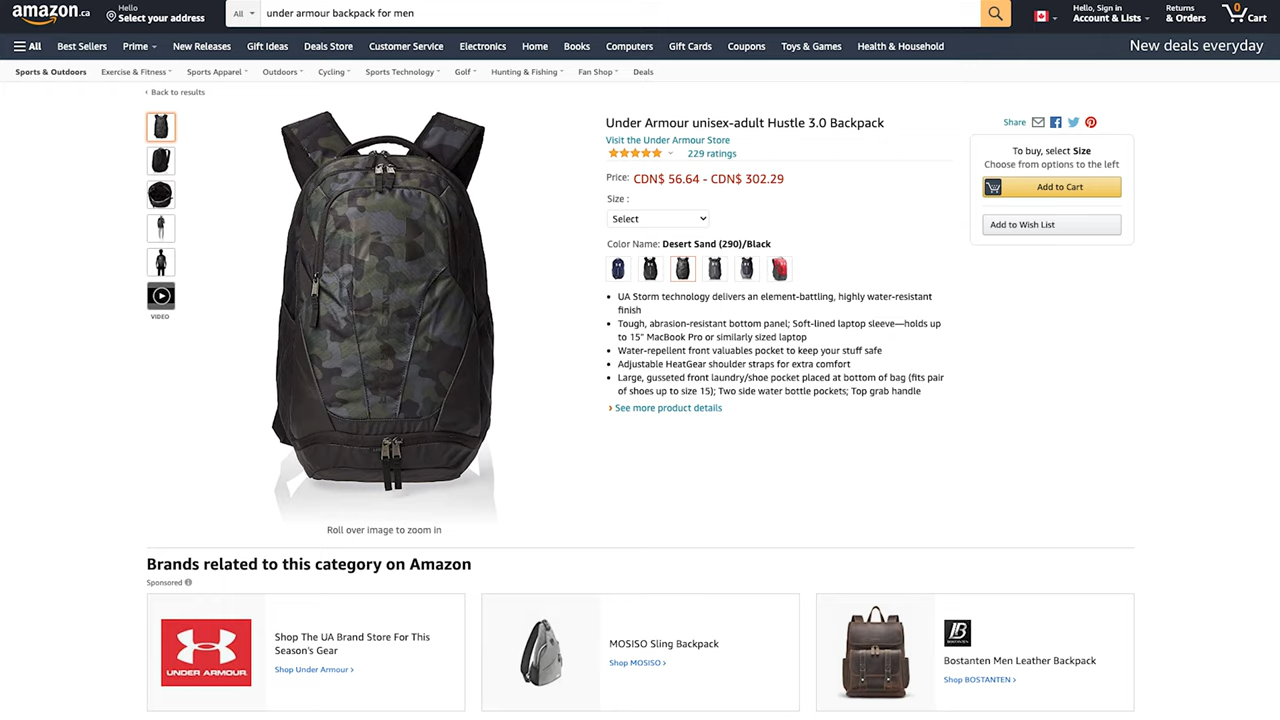 amazon.ca
Hello
Select your address
All
under armour backpack for men
Hello, Sign in
Account & Lists
Returns
& Orders
0
Cart
All
Best Sellers
Prime
New Releases
Gift Ideas
Deals Store
Customer Service
Electronics
Home
Books
Computers
Gift Cards
Coupons
Toys & Games
Health & Household
New deals everyday
Sports & Outdoors
Exercise & Fitness
Sports Apparel
Outdoors
Cycling
Sports Technology
Golf
Hunting & Fishing
Fan Shop
Deals
‹ Back to results
VIDEO
Roll over image to zoom in
Under Armour unisex-adult Hustle 3.0 Backpack
Visit the Under Armour Store
229 ratings
Price: CDN$ 56.64 - CDN$ 302.29
Size :
Select
Color Name: Desert Sand (290)/Black
• UA Storm technology delivers an element-battling, highly water-resistant
finish
• Tough, abrasion-resistant bottom panel; Soft-lined laptop sleeve—holds up
to 15" MacBook Pro or similarly sized laptop
• Water-repellent front valuables pocket to keep your stuff safe
• Adjustable HeatGear shoulder straps for extra comfort
• Large, gusseted front laundry/shoe pocket placed at bottom of bag (fits pair
of shoes up to size 15); Two side water bottle pockets; Top grab handle
› See more product details
Share
To buy, select Size
Choose from options to the left
Add to Cart
Add to Wish List
Brands related to this category on Amazon
Sponsored
UNDER ARMOUR
Shop The UA Brand Store For This
Season's Gear
Shop Under Armour ›
MOSISO Sling Backpack
Shop MOSISO ›
BOSTANTEN
Bostanten Men Leather Backpack
Shop BOSTANTEN ›